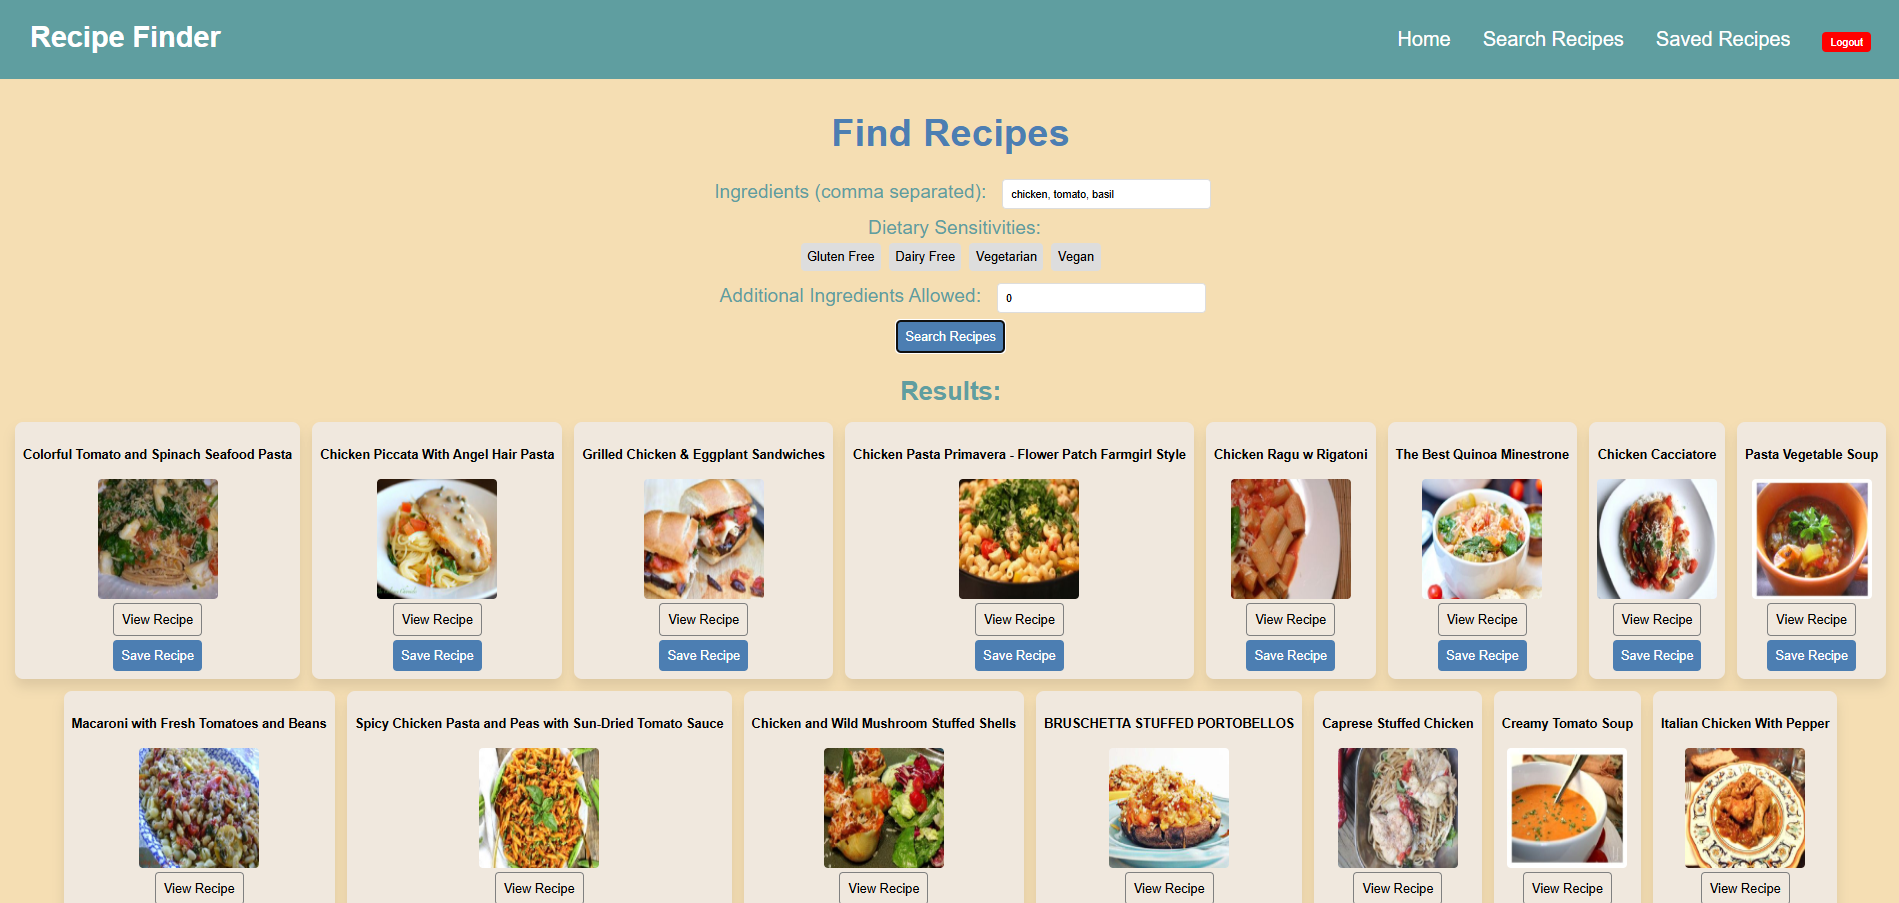 Recipe Finder
Home Search Recipes Saved Recipes Logout
Find Recipes
Ingredients (comma separated): chicken, tomato, basil
Dietary Sensitivities:
Gluten Free Dairy Free Vegetarian Vegan
Additional Ingredients Allowed: 0
Search Recipes
Results:
Colorful Tomato and Spinach Seafood Pasta
View Recipe
Save Recipe
Chicken Piccata With Angel Hair Pasta
View Recipe
Save Recipe
Grilled Chicken & Eggplant Sandwiches
View Recipe
Save Recipe
Chicken Pasta Primavera - Flower Patch Farmgirl Style
View Recipe
Save Recipe
Chicken Ragu w Rigatoni
View Recipe
Save Recipe
The Best Quinoa Minestrone
View Recipe
Save Recipe
Chicken Cacciatore
View Recipe
Save Recipe
Pasta Vegetable Soup
View Recipe
Save Recipe
Macaroni with Fresh Tomatoes and Beans
View Recipe
Spicy Chicken Pasta and Peas with Sun-Dried Tomato Sauce
View Recipe
Chicken and Wild Mushroom Stuffed Shells
View Recipe
BRUSCHETTA STUFFED PORTOBELLOS
View Recipe
Caprese Stuffed Chicken
View Recipe
Creamy Tomato Soup
View Recipe
Italian Chicken With Pepper
View Recipe